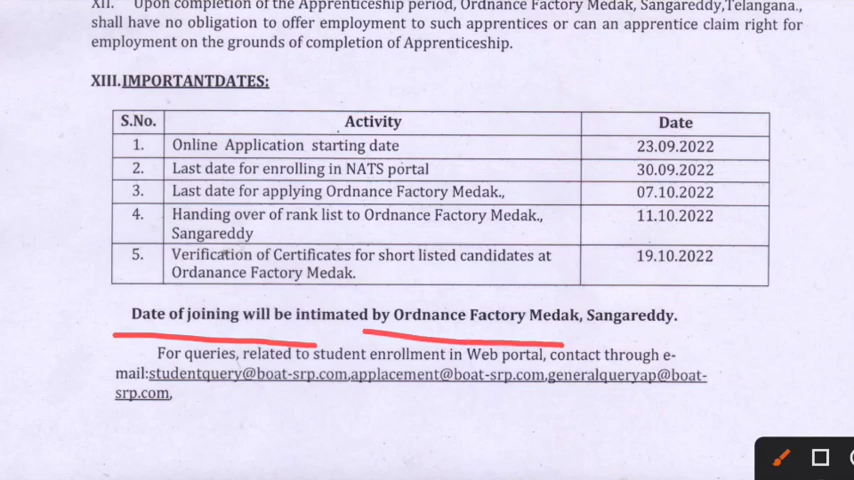 XII. Upon completion of the Apprenticeship period, Ordnance Factory Medak, Sangareddy,Telangana.,
shall have no obligation to offer employment to such apprentices or can an apprentice claim right for
employment on the grounds of completion of Apprenticeship.
XIII.IMPORTANTDATES:
S.No. Activity Date
1. Online Application starting date 23.09.2022
2. Last date for enrolling in NATS portal 30.09.2022
3. Last date for applying Ordnance Factory Medak., 07.10.2022
4. Handing over of rank list to Ordnance Factory Medak., 11.10.2022
Sangareddy
5. Verification of Certificates for short listed candidates at 19.10.2022
Ordanance Factory Medak.
Date of joining will be intimated by Ordnance Factory Medak, Sangareddy.
For queries, related to student enrollment in Web portal, contact through e-
mail:studentquery@boat-srp.com,applacement@boat-srp.com,generalqueryap@boat-
srp.com,